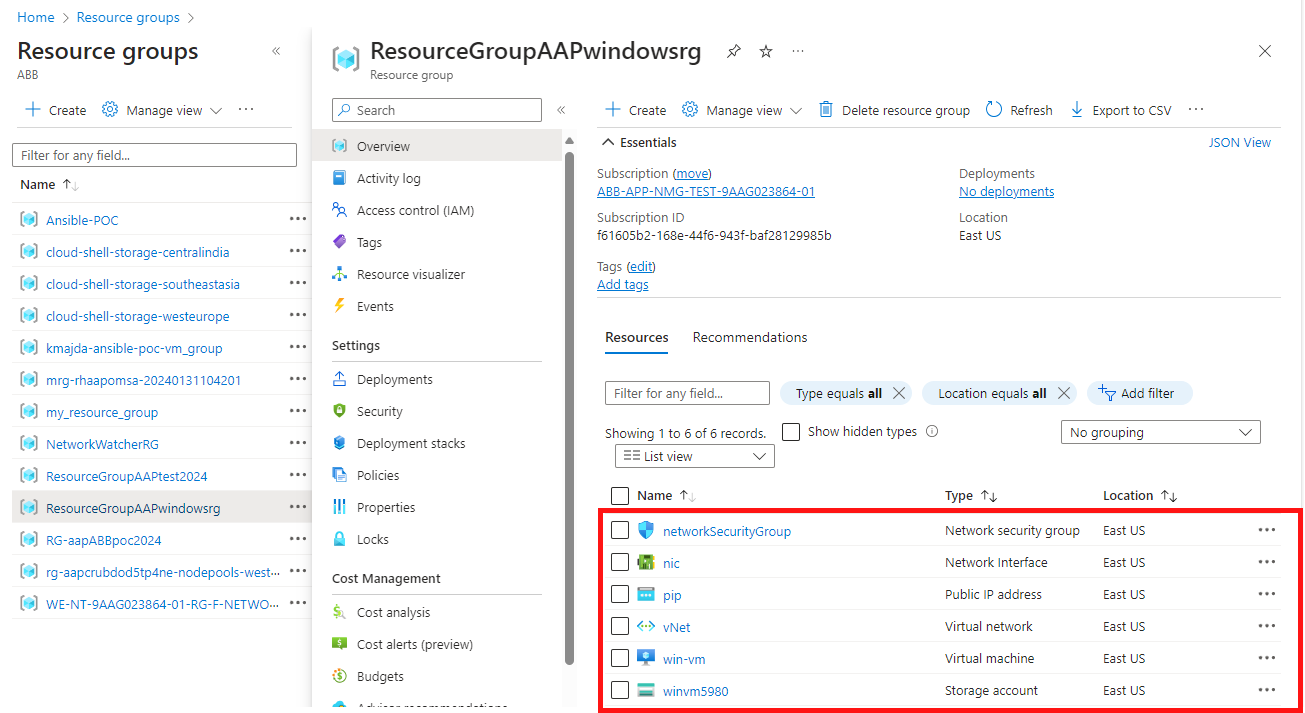 Home > Resource groups >
Resource groups
ABB
Create Manage view ...
Filter for any field...
Name ↑↓
Ansible-POC ...
cloud-shell-storage-centralindia ...
cloud-shell-storage-southeastasia ...
cloud-shell-storage-westeurope ...
kmajda-ansible-poc-vm_group ...
mrg-rhaapomsa-20240131104201 ...
my_resource_group ...
NetworkWatcherRG ...
ResourceGroupAAPtest2024 ...
ResourceGroupAAPwindowsrg ...
RG-aapABBpoc2024 ...
rg-aapcrubdod5tp4ne-nodepools-west... ...
WE-NT-9AAG023864-01-RG-F-NETWO... ...
ResourceGroupAAPwindowsrg ...
Resource group
Search
Overview
Activity log
Access control (IAM)
Tags
Resource visualizer
Events
Settings
Deployments
Security
Deployment stacks
Policies
Properties
Locks
Cost Management
Cost analysis
Cost alerts (preview)
Budgets
Advisor recommendations
Create Manage view Delete resource group Refresh Export to CSV ...
Essentials JSON View
Subscription (move)
ABB-APP-NMG-TEST-9AAG023864-01
Subscription ID
f61605b2-168e-44f6-943f-baf28129985b
Deployments
No deployments
Location
East US
Tags (edit)
Add tags
Resources Recommendations
Filter for any field... Type equals all Location equals all Add filter
Showing 1 to 6 of 6 records. Show hidden types No grouping
List view
Name ↑↓ Type ↑↓ Location ↑↓
networkSecurityGroup Network security group East US ...
nic Network Interface East US ...
pip Public IP address East US ...
vNet Virtual network East US ...
win-vm Virtual machine East US ...
winvm5980 Storage account East US ...